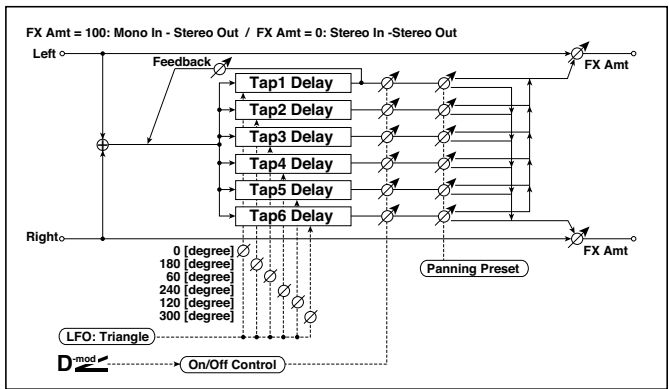 FX Amt = 100: Mono In - Stereo Out / FX Amt = 0: Stereo In -Stereo Out
Left
FX Amt
Feedback
Tap1 Delay
Tap2 Delay
Tap3 Delay
Tap4 Delay
Tap5 Delay
Tap6 Delay
Right
FX Amt
0 [degree]
180 [degree]
60 [degree]
240 [degree]
120 [degree]
300 [degree]
Panning Preset
LFO: Triangle
D-mod
On/Off Control